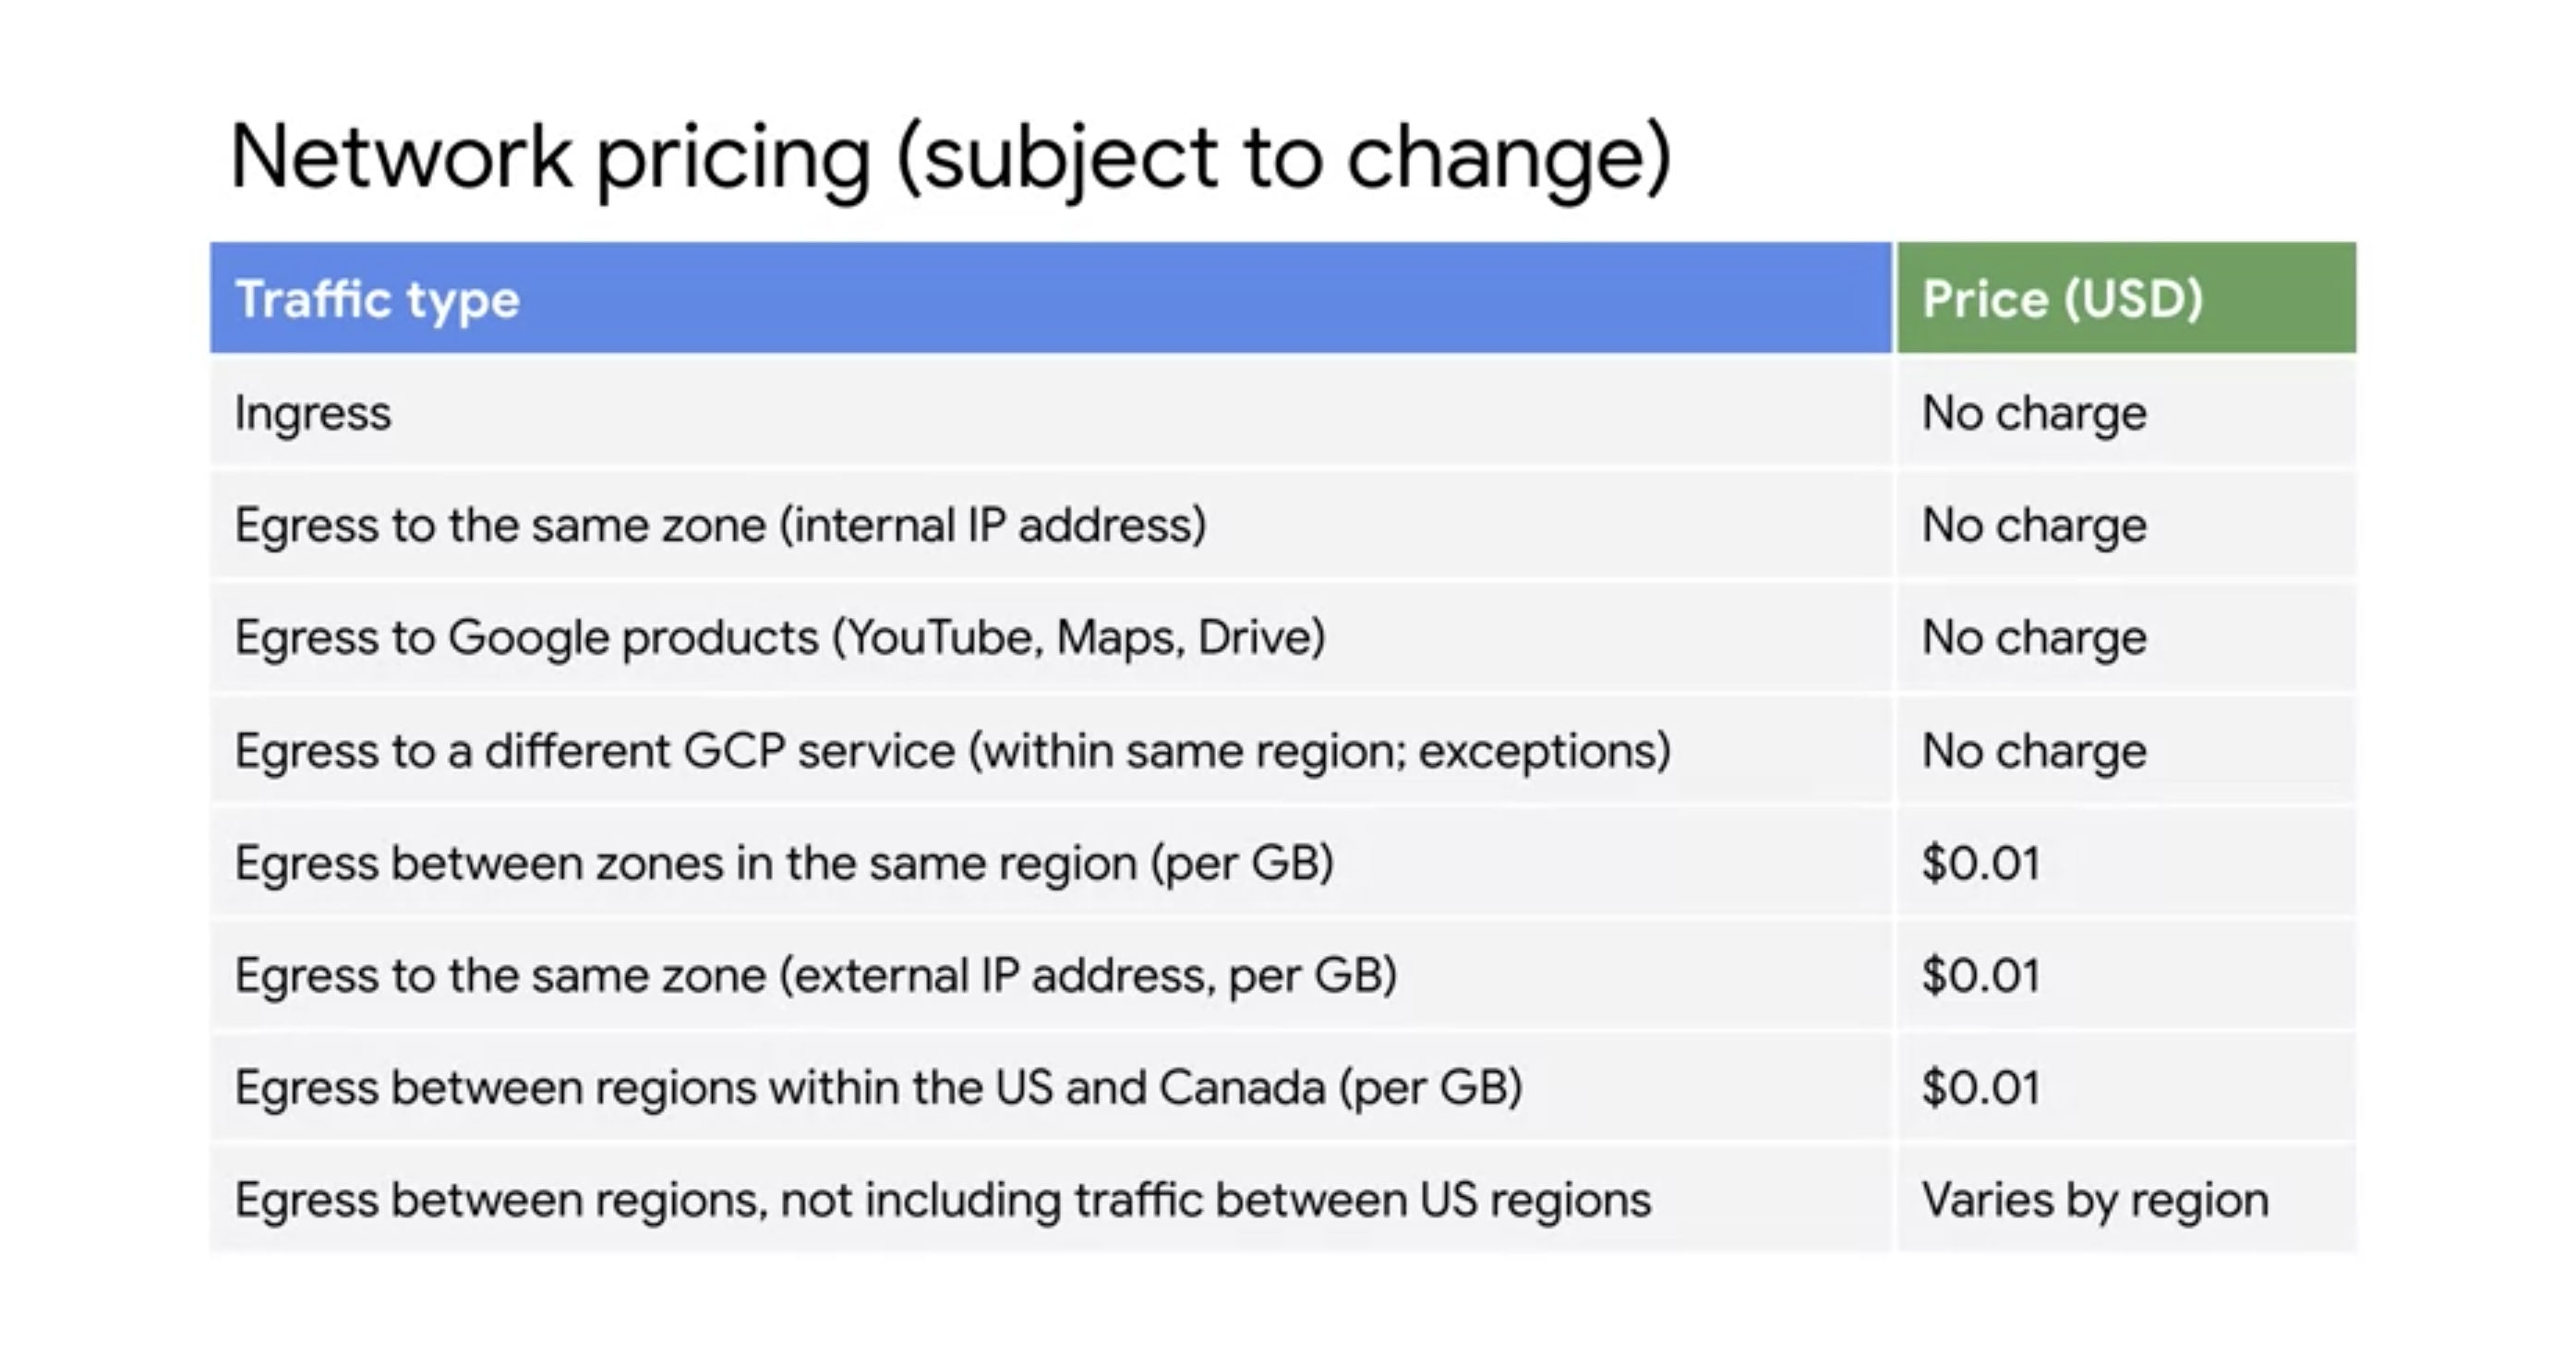 Network pricing (subject to change)
Traffic type Price (USD)
Ingress No charge
Egress to the same zone (internal IP address) No charge
Egress to Google products (YouTube, Maps, Drive) No charge
Egress to a different GCP service (within same region; exceptions) No charge
Egress between zones in the same region (per GB) $0.01
Egress to the same zone (external IP address, per GB) $0.01
Egress between regions within the US and Canada (per GB) $0.01
Egress between regions, not including traffic between US regions Varies by region